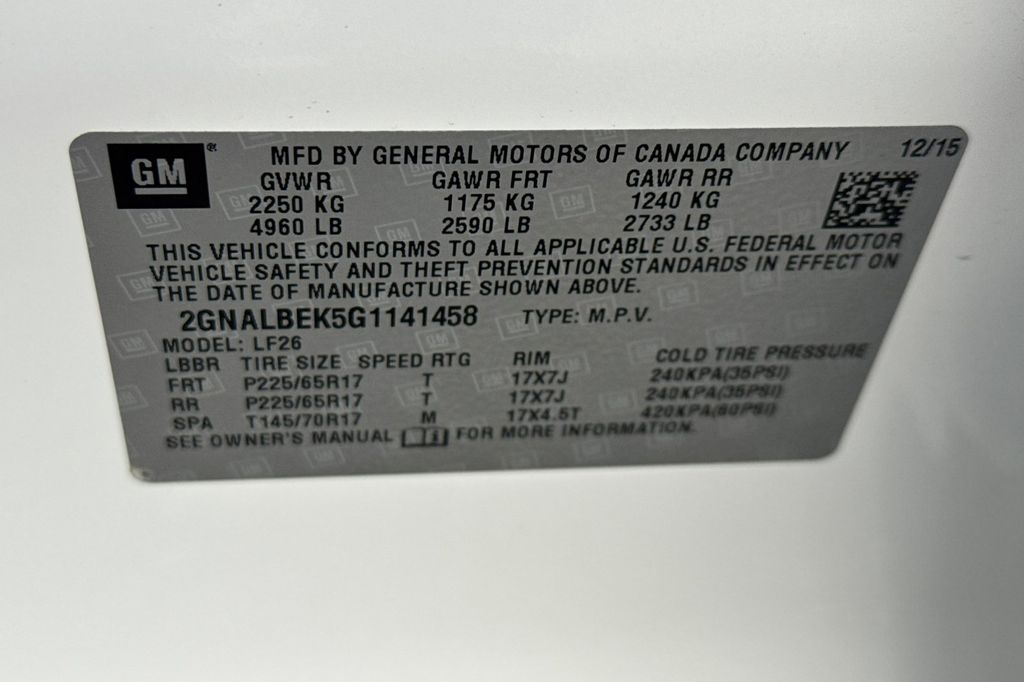 GM® MFD BY GENERAL MOTORS OF CANADA COMPANY 12/15
GVWR GAWR FRT GAWR RR
2250 KG 1175 KG 1240 KG
4960 LB 2590 LB 2733 LB
THIS VEHICLE CONFORMS TO ALL APPLICABLE U.S. FEDERAL MOTOR
VEHICLE SAFETY AND THEFT PREVENTION STANDARDS IN EFFECT ON
THE DATE OF MANUFACTURE SHOWN ABOVE.
2GNALBEK5G1141458 TYPE: M.P.V.
MODEL: LF26
LBBR TIRE SIZE SPEED RTG RIM COLD TIRE PRESSURE
FRT P225/65R17 T 17X7J 240KPA(35PSI)
RR P225/65R17 T 17X7J 240KPA(35PSI)
SPA T145/70R17 M 17X4.5T 420KPA(60PSI)
SEE OWNER'S MANUAL FOR MORE INFORMATION.